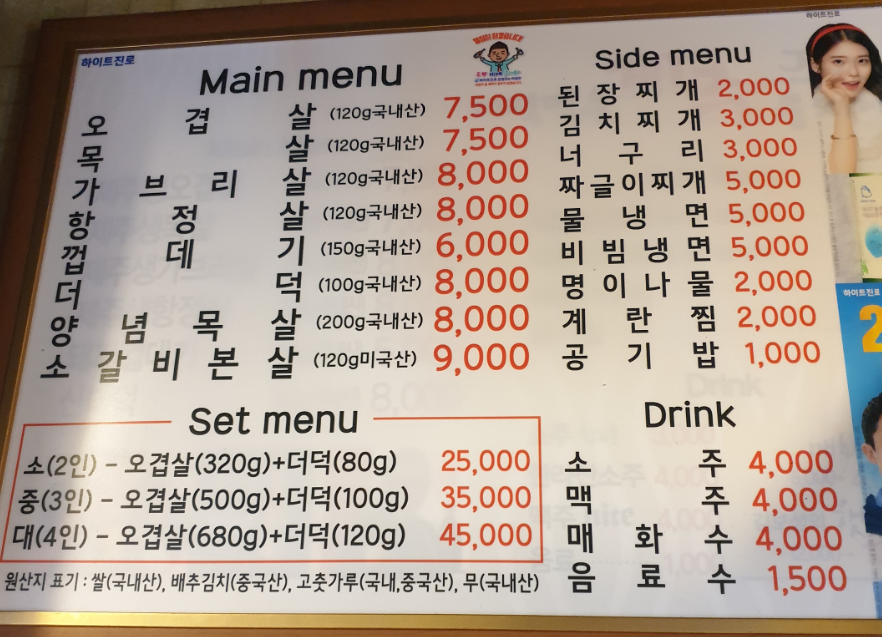 하이트진로
Main menu
오겹살 (120g국내산) 7,500
목살 (120g국내산) 7,500
가브리살 (120g국내산) 8,000
항정살 (120g국내산) 8,000
껍데기 (150g국내산) 6,000
더덕 (100g국내산) 8,000
양념목살 (200g국내산) 8,000
소갈비본살 (120g미국산) 9,000
Set menu
소(2인) - 오겹살(320g)+더덕(80g) 25,000
중(3인) - 오겹살(500g)+더덕(100g) 35,000
대(4인) - 오겹살(680g)+더덕(120g) 45,000
원산지 표기 : 쌀(국내산), 배추김치(중국산), 고춧가루(국내,중국산), 무(국내산)
Side menu
된장찌개 2,000
김치찌개 3,000
너구리 3,000
짜글이찌개 5,000
물냉면 5,000
비빔냉면 5,000
명이나물 2,000
계란찜 2,000
공기밥 1,000
Drink
소주 4,000
맥주 4,000
매화수 4,000
음료수 1,500
하이트진로
하이트진로
2